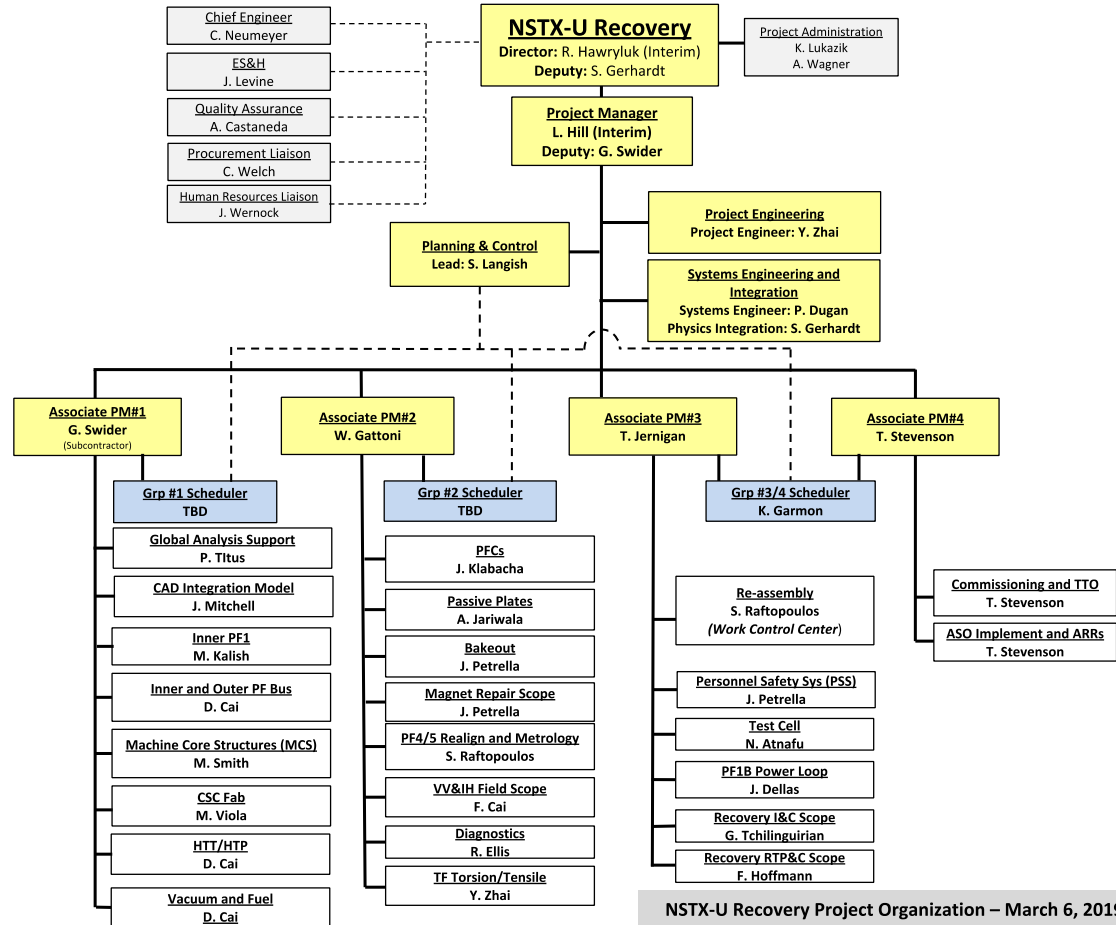 Chief Engineer
C. Neumeyer
ES&H
J. Levine
Quality Assurance
A. Castaneda
Procurement Liaison
C. Welch
Human Resources Liaison
J. Wernock
NSTX-U Recovery
Director: R. Hawryluk (Interim)
Deputy: S. Gerhardt
Project Administration
K. Lukazik
A. Wagner
Project Manager
L. Hill (Interim)
Deputy: G. Swider
Planning & Control
Lead: S. Langish
Project Engineering
Project Engineer: Y. Zhai
Systems Engineering and
Integration
Systems Engineer: P. Dugan
Physics Integration: S. Gerhardt
Associate PM#1
G. Swider
(Subcontractor)
Grp #1 Scheduler
TBD
Global Analysis Support
P. TItus
CAD Integration Model
J. Mitchell
Inner PF1
M. Kalish
Inner and Outer PF Bus
D. Cai
Machine Core Structures (MCS)
M. Smith
CSC Fab
M. Viola
HTT/HTP
D. Cai
Vacuum and Fuel
D. Cai
Associate PM#2
W. Gattoni
Grp #2 Scheduler
TBD
PFCs
J. Klabacha
Passive Plates
A. Jariwala
Bakeout
J. Petrella
Magnet Repair Scope
J. Petrella
PF4/5 Realign and Metrology
S. Raftopoulos
VV&IH Field Scope
F. Cai
Diagnostics
R. Ellis
TF Torsion/Tensile
Y. Zhai
Associate PM#3
T. Jernigan
Grp #3/4 Scheduler
K. Garmon
Re-assembly
S. Raftopoulos
(Work Control Center)
Personnel Safety Sys (PSS)
J. Petrella
Test Cell
N. Atnafu
PF1B Power Loop
J. Dellas
Recovery I&C Scope
G. Tchilinguirian
Recovery RTP&C Scope
F. Hoffmann
Associate PM#4
T. Stevenson
Commissioning and TTO
T. Stevenson
ASO Implement and ARRs
T. Stevenson
NSTX-U Recovery Project Organization – March 6, 2019